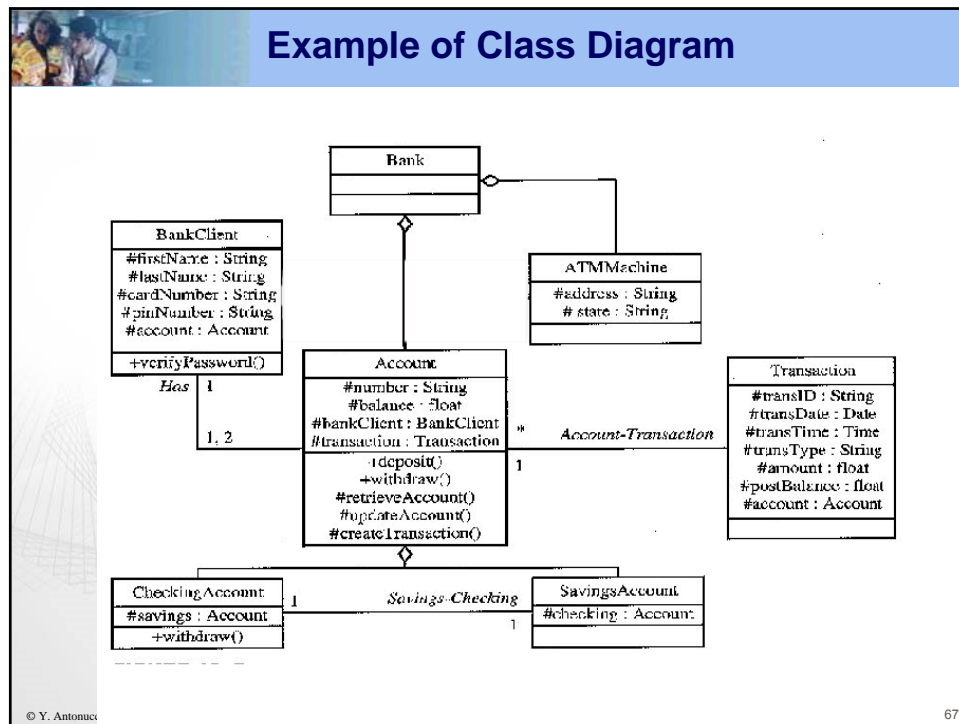 Example of Class Diagram
Bank
BankClient
#firstName : String
#lastName : String
#cardNumber : String
#pinNumber : String
#account : Account
+verifyPassword()
ATMMachine
#address : String
# state : String
Has 1
1, 2
Account
#number : String
#balance : float
#bankClient : BankClient
#transaction : Transaction
+deposit()
+withdraw()
#retrieveAccount()
#updateAccount()
#createTransaction()
*
1
Account-Transaction
Transaction
#transID : String
#transDate : Date
#transTime : Time
#transType : String
#amount : float
#postBalance : float
#account : Account
CheckingAccount
#savings : Account
+withdraw()
1 Savings-Checking
1
SavingsAccount
#checking : Account
© Y. 67